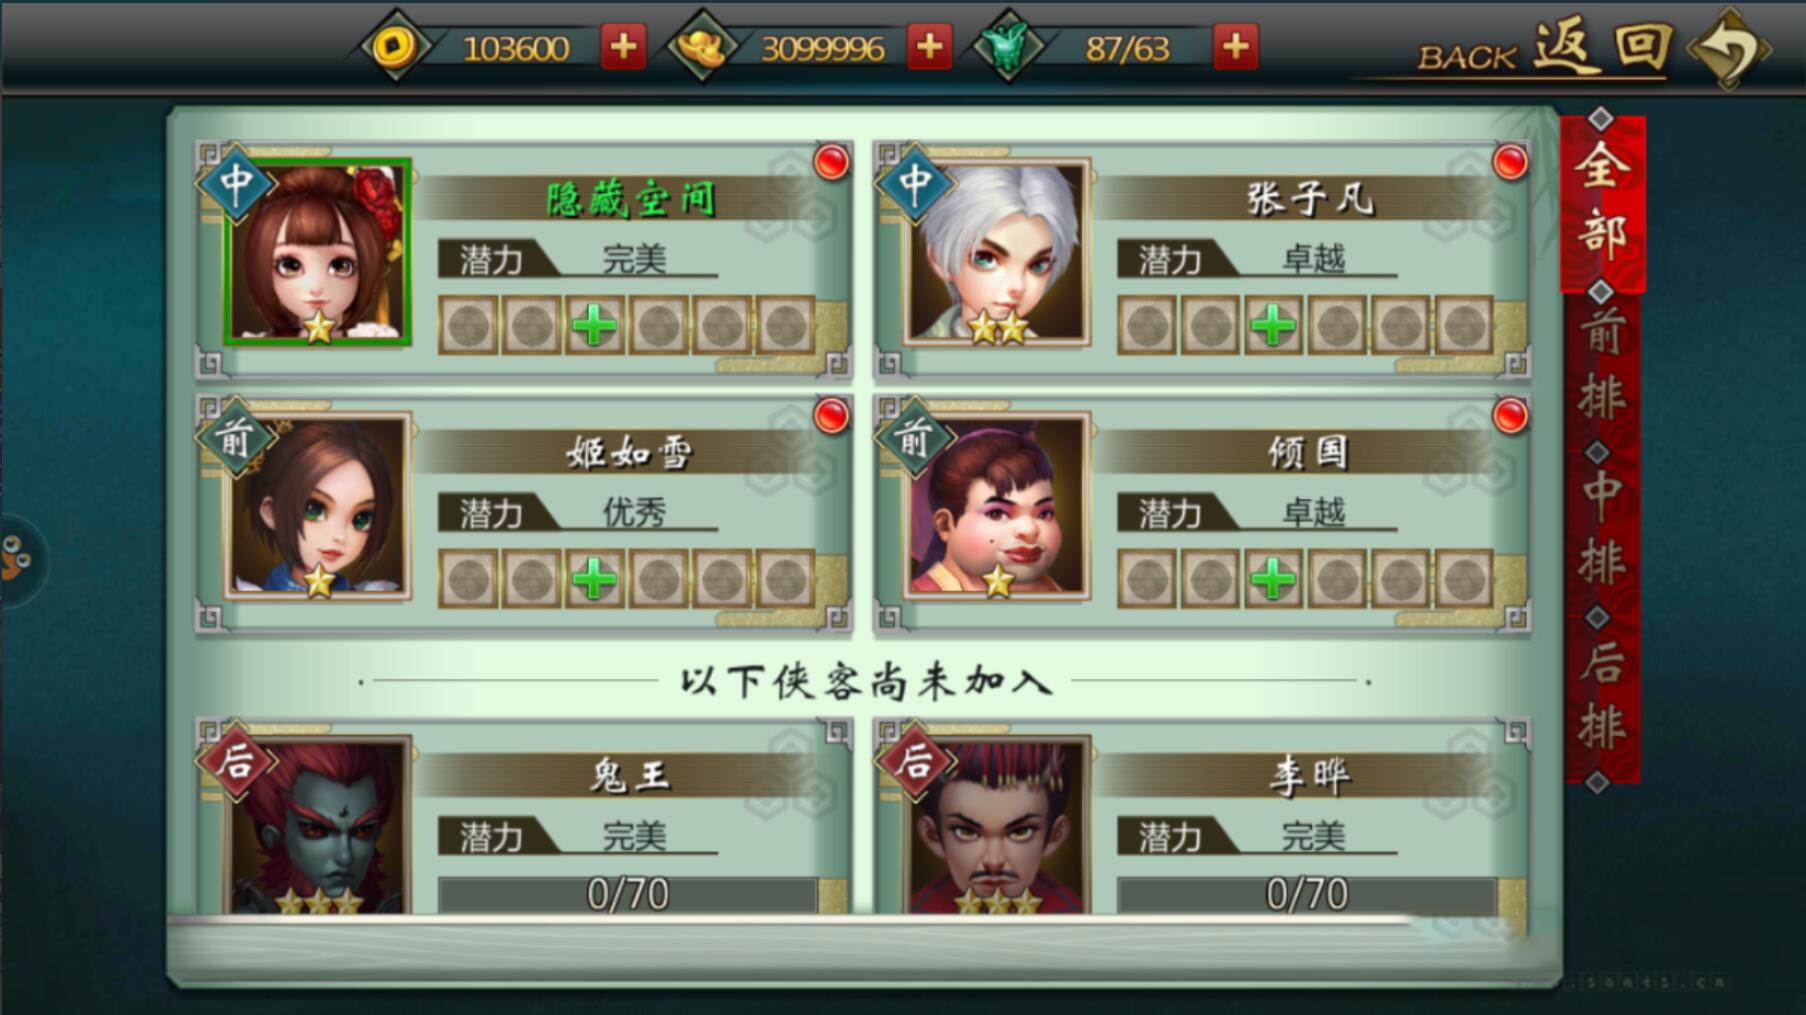 103600
3099996
87/63
BACK 返回
中
隐藏空间
潜力 完美
中
张子凡
潜力 卓越
前
姬如雪
潜力 优秀
前
倾国
潜力 卓越
以下侠客尚未加入
后
鬼王
潜力 完美
0/70
后
李晔
潜力 完美
0/70
全部
前排
中排
后排